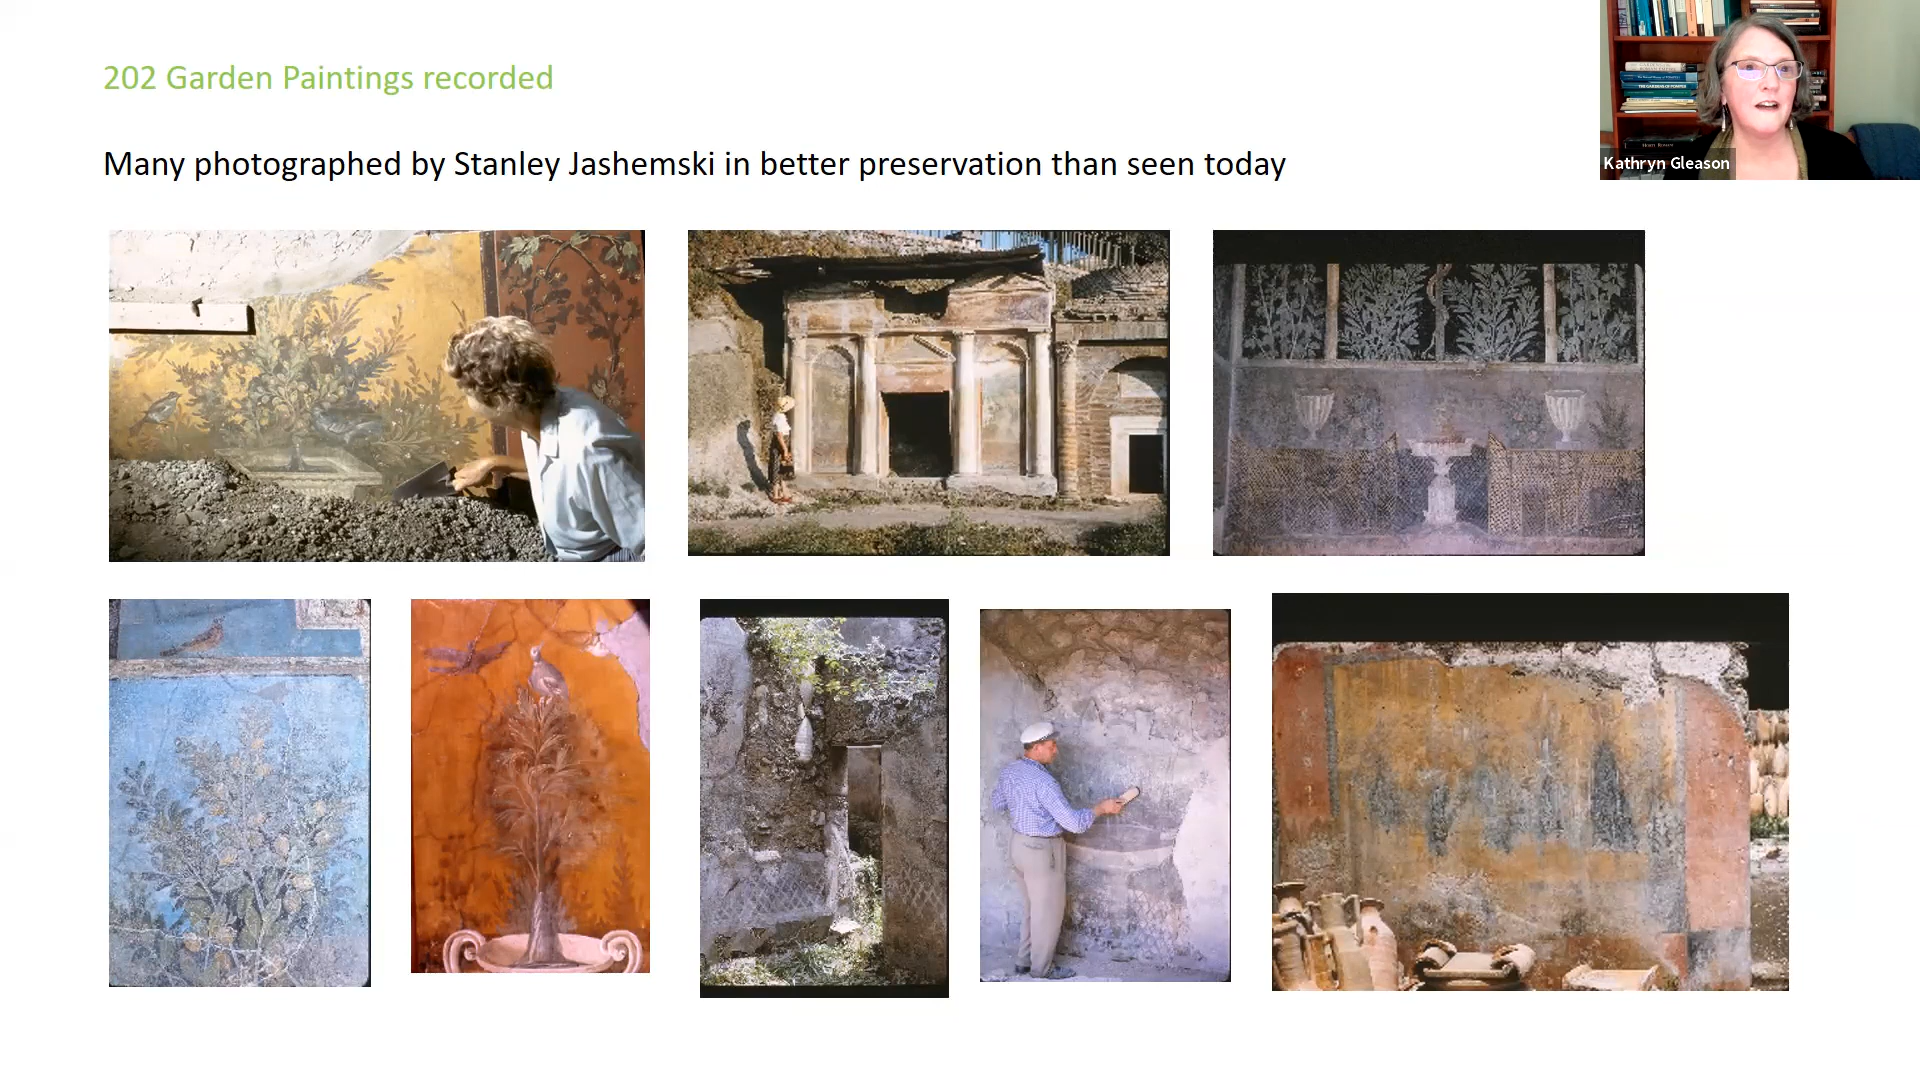 202 Garden Paintings recorded
Many photographed by Stanley Jashemski in better preservation than seen today
Kathryn Gleason